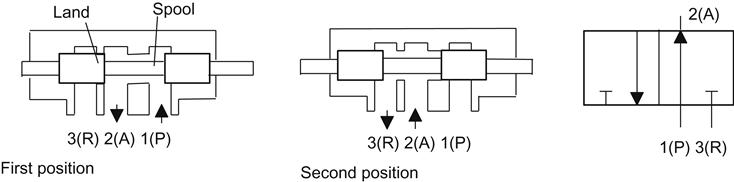 Land
Spool
3(R) 2(A) 1(P)
First position
3(R) 2(A) 1(P)
Second position
2(A)
1(P) 3(R)